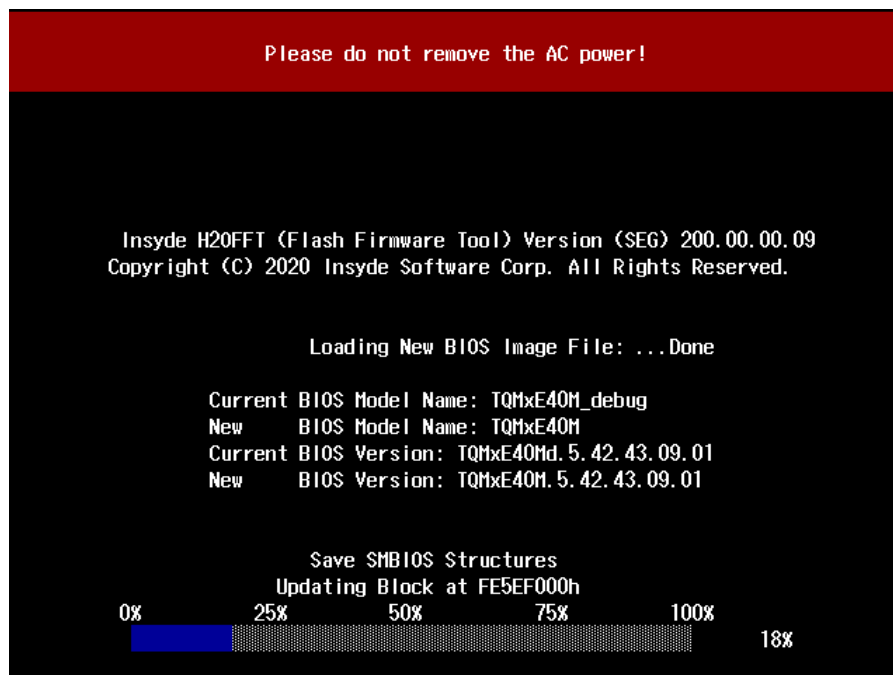 Please do not remove the AC power!
Insyde H2OFFT (Flash Firmware Tool) Version (SEG) 200.00.00.09
Copyright (C) 2020 Insyde Software Corp. All Rights Reserved.
Loading New BIOS Image File: ...Done
Current BIOS Model Name: TQMxE40M_debug
New BIOS Model Name: TQMxE40M
Current BIOS Version: TQMxE40Md.5.42.43.09.01
New BIOS Version: TQMxE40M.5.42.43.09.01
Save SMBIOS Structures
Updating Block at FE5EF000h
0% 25% 50% 75% 100%
18%